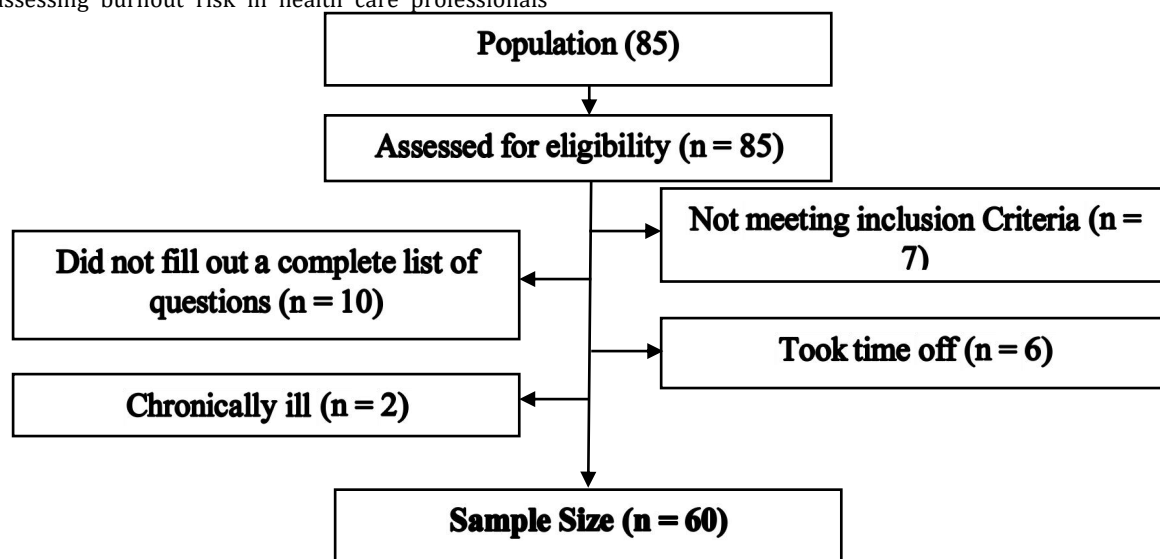 assessing burnout risk in health care professionals
Population (85)
Assessed for eligibility (n = 85)
Not meeting inclusion Criteria (n =
7)
Did not fill out a complete list of
questions (n = 10)
Took time off (n = 6)
Chronically ill (n = 2)
Sample Size (n = 60)